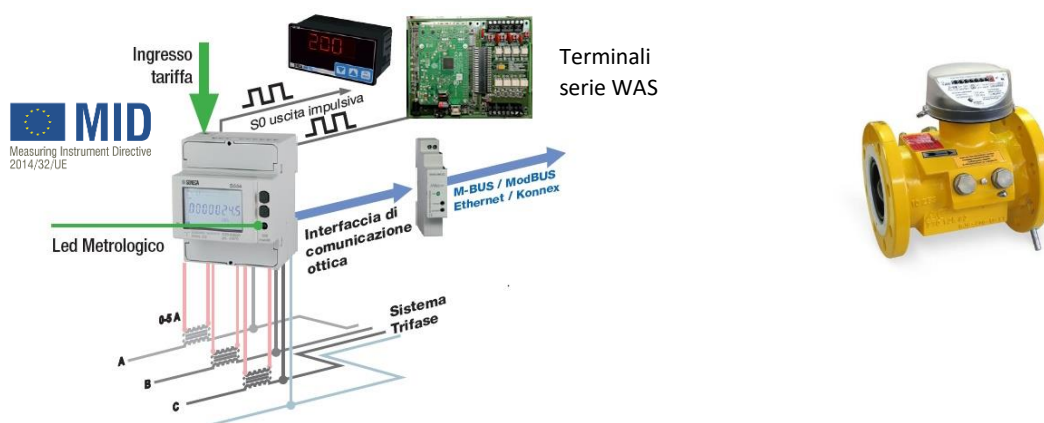 Ingresso
tariffa
200
Terminali
serie WAS
S0 uscita impulsiva
MID
Measuring Instrument Directive
2014/32/UE
SENECA
M-BUS / ModBUS
Ethernet / Konnex
Interfaccia di
comunicazione
ottica
Led Metrologico
0-5 A
Sistema
Trifase
A
B
C